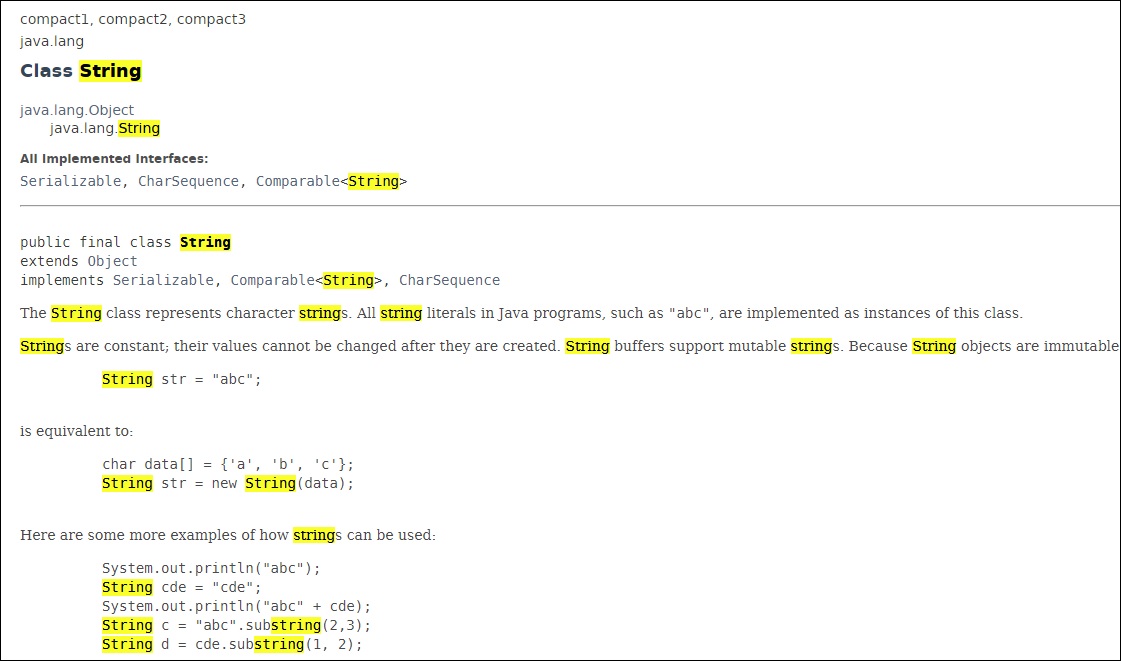 compact1, compact2, compact3
java.lang
Class String
java.lang.Object
java.lang.String
All Implemented Interfaces:
Serializable, CharSequence, Comparable<String>
public final class String
extends Object
implements Serializable, Comparable<String>, CharSequence
The String class represents character strings. All string literals in Java programs, such as "abc", are implemented as instances of this class.
Strings are constant; their values cannot be changed after they are created. String buffers support mutable strings. Because String objects are immutable
String str = "abc";
is equivalent to:
char data[] = {'a', 'b', 'c'};
String str = new String(data);
Here are some more examples of how strings can be used:
System.out.println("abc");
String cde = "cde";
System.out.println("abc" + cde);
String c = "abc".substring(2,3);
String d = cde.substring(1, 2);